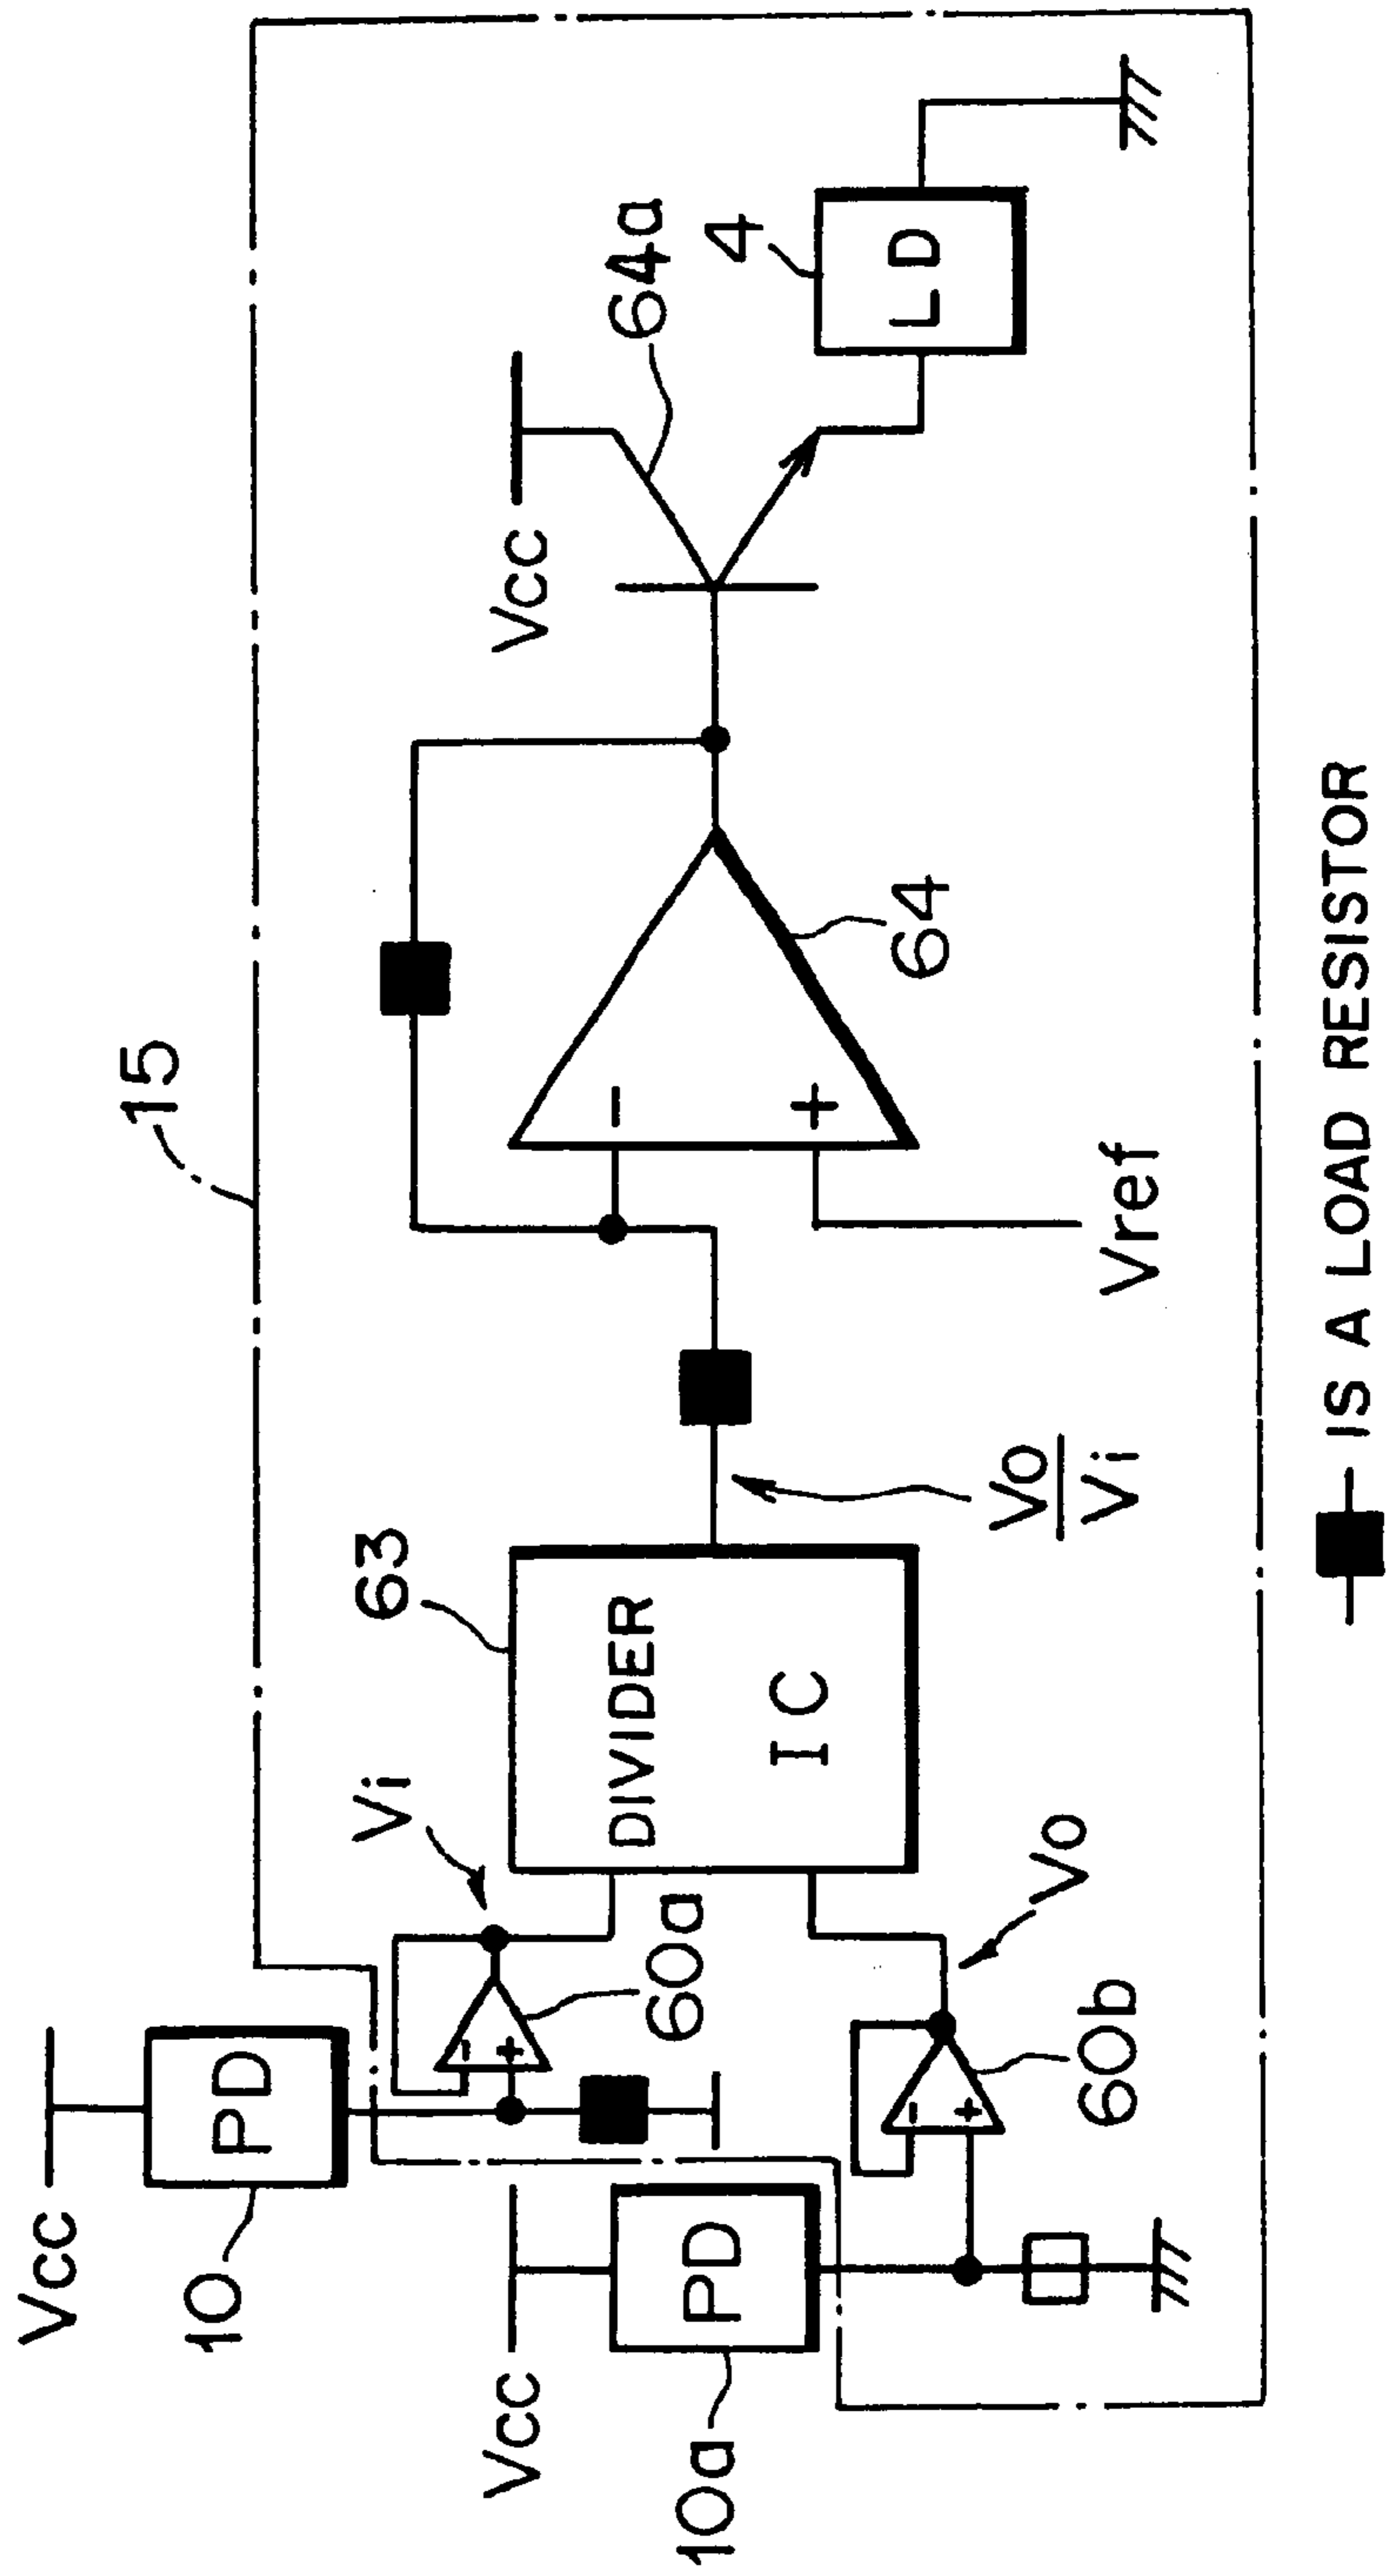 15
Vcc
PD
10
Vcc
PD
10a
-
+
60a
Vi
-
+
60b
Vo
63
DIVIDER
IC
Vo
Vi
-
+
64
Vref
Vcc
64a
4
LD
IS A LOAD RESISTOR